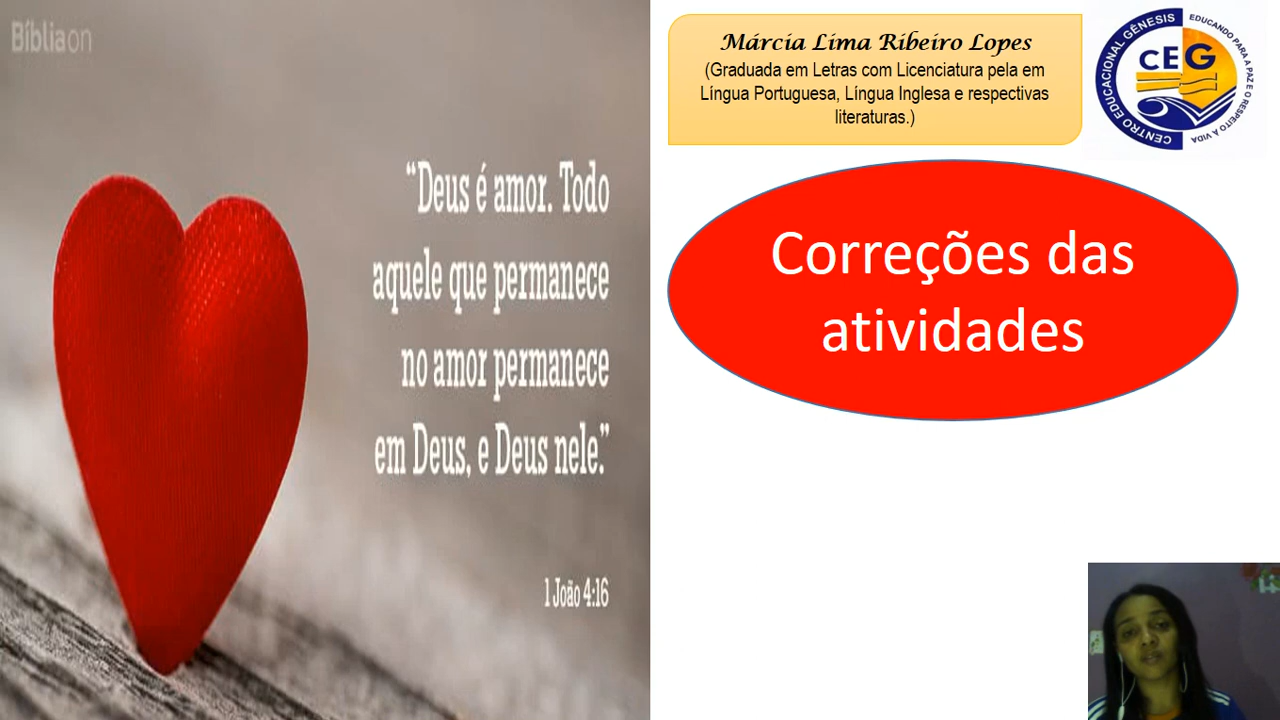 Bíbliaon
“Deus é amor. Todo
aquele que permanece
no amor permanece
em Deus, e Deus nele.”
1 João 4:16
Márcia Lima Ribeiro Lopes
(Graduada em Letras com Licenciatura pela em
Língua Portuguesa, Língua Inglesa e respectivas
literaturas.)
CENTRO EDUCACIONAL GÊNESIS
EDUCANDO PARA A PAZ E O RESPEITO À VIDA
CEG
Correções das
atividades